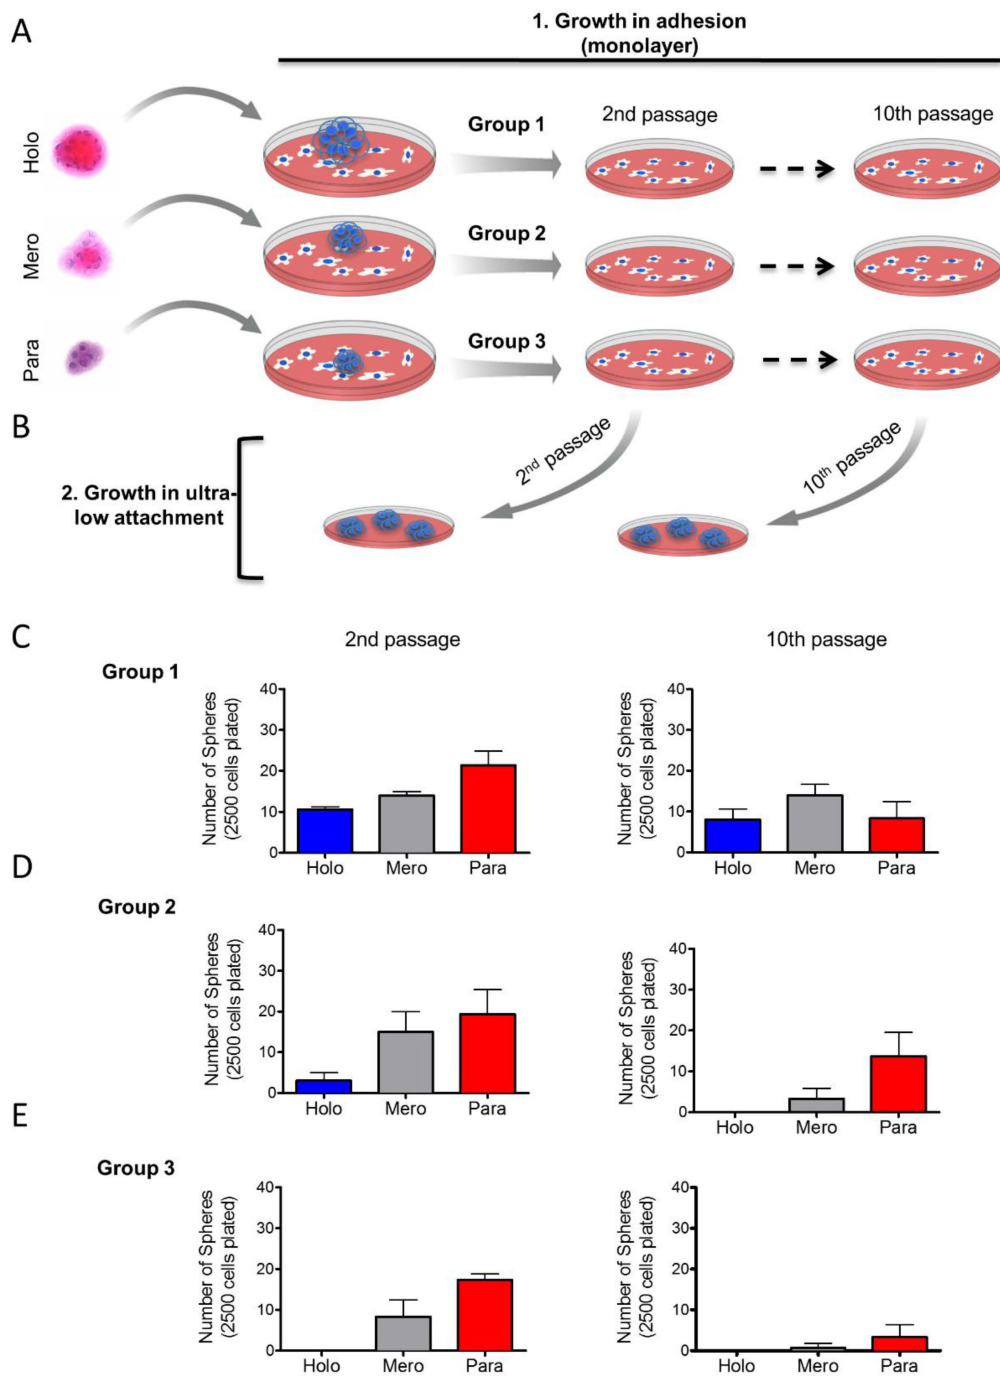 A
1. Growth in adhesion
(monolayer)
Holo
Group 1
2nd passage
10th passage
Mero
Group 2
Para
Group 3
B
2. Growth in ultra-
low attachment
2nd passage
10th passage
C
2nd passage
10th passage
Group 1
Number of Spheres
(2500 cells plated)
40
30
20
10
0
Holo Mero Para
Number of Spheres
(2500 cells plated)
40
30
20
10
0
Holo Mero Para
D
Group 2
Number of Spheres
(2500 cells plated)
40
30
20
10
0
Holo Mero Para
Number of Spheres
(2500 cells plated)
40
30
20
10
0
Holo Mero Para
E
Group 3
Number of Spheres
(2500 cells plated)
40
30
20
10
0
Holo Mero Para
Number of Spheres
(2500 cells plated)
40
30
20
10
0
Holo Mero Para